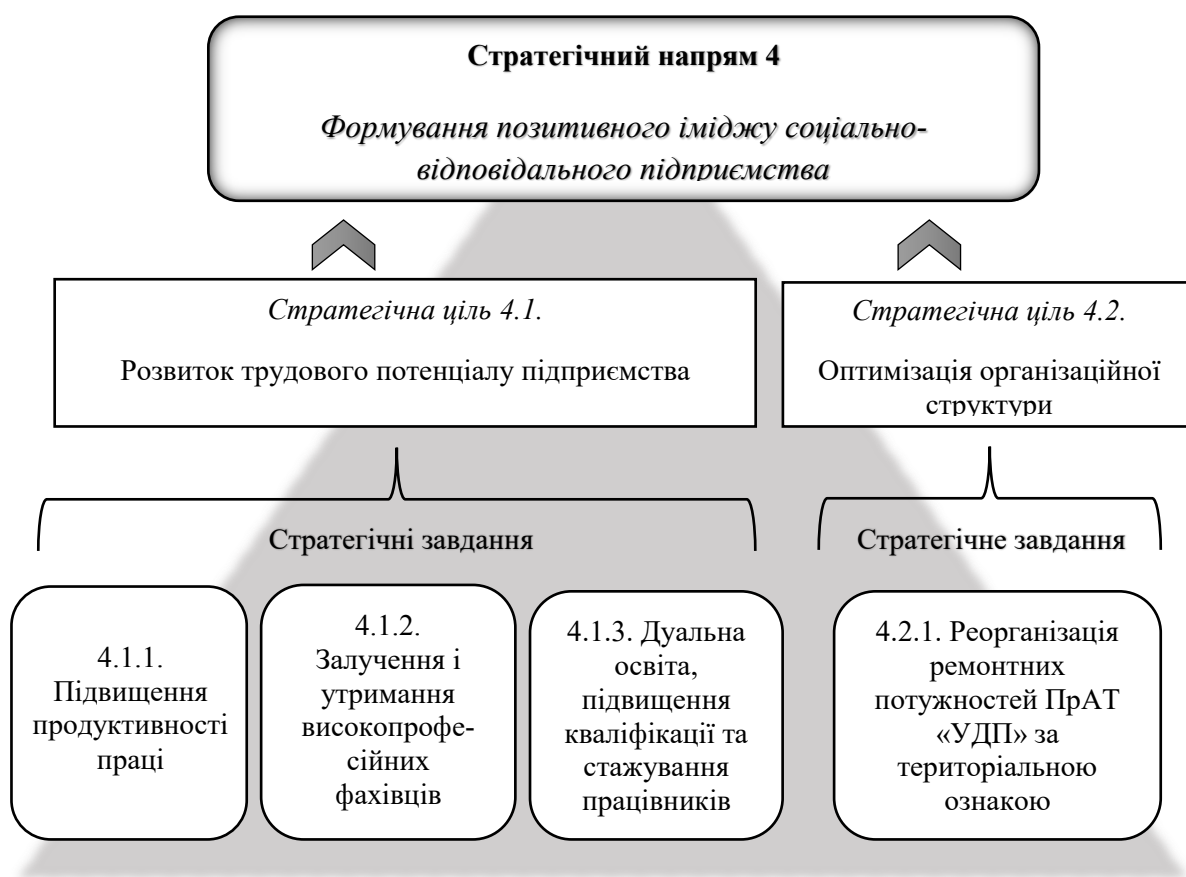 Стратегічний напрям 4
Формування позитивного іміджу соціально-
відповідального підприємства
Стратегічна ціль 4.1.
Розвиток трудового потенціалу підприємства
Стратегічна ціль 4.2.
Оптимізація організаційної
структури
Стратегічні завдання
Стратегічне завдання
4.1.1.
Підвищення
продуктивності
праці
4.1.2.
Залучення і
утримання
високопрофе-
сійних
фахівців
4.1.3. Дуальна
освіта,
підвищення
кваліфікації та
стажування
працівників
4.2.1. Реорганізація
ремонтних
потужностей ПрАТ
«УДП» за
територіальною
ознакою